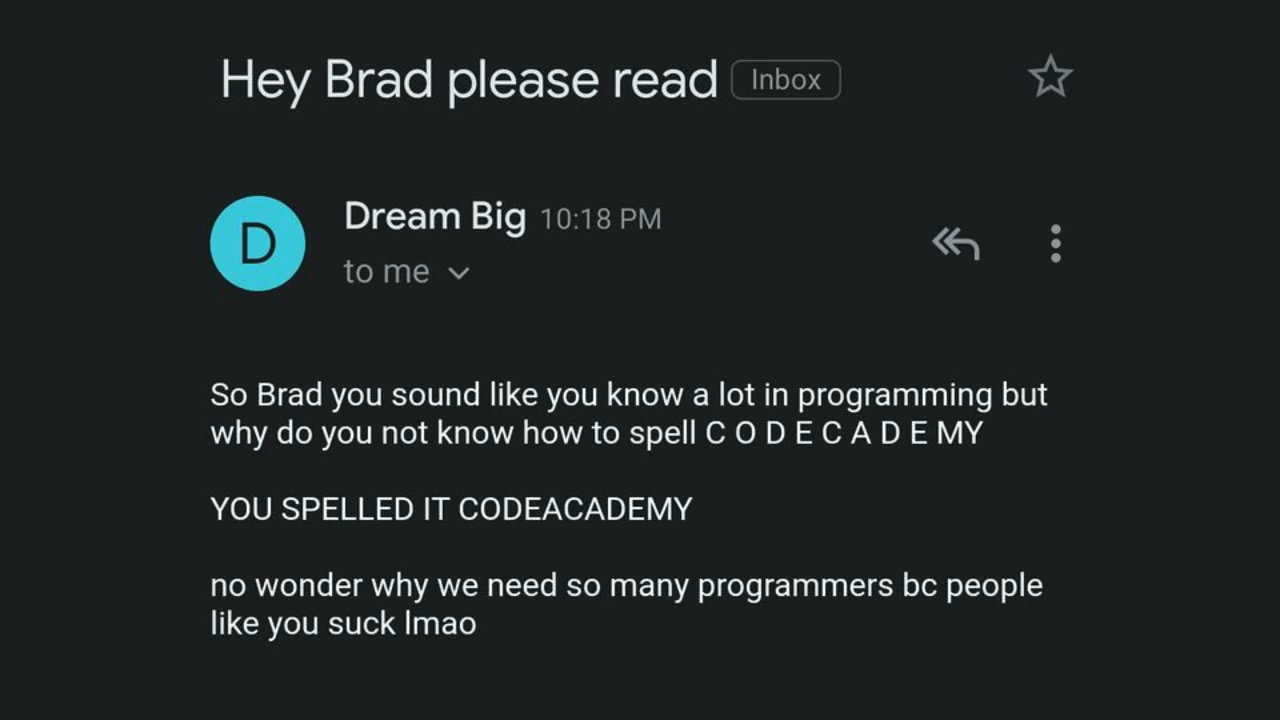 Hey Brad please read Inbox
D
Dream Big 10:18 PM
to me
So Brad you sound like you know a lot in programming but
why do you not know how to spell C O D E C A D E MY
YOU SPELLED IT CODEACADEMY
no wonder why we need so many programmers bc people
like you suck lmao